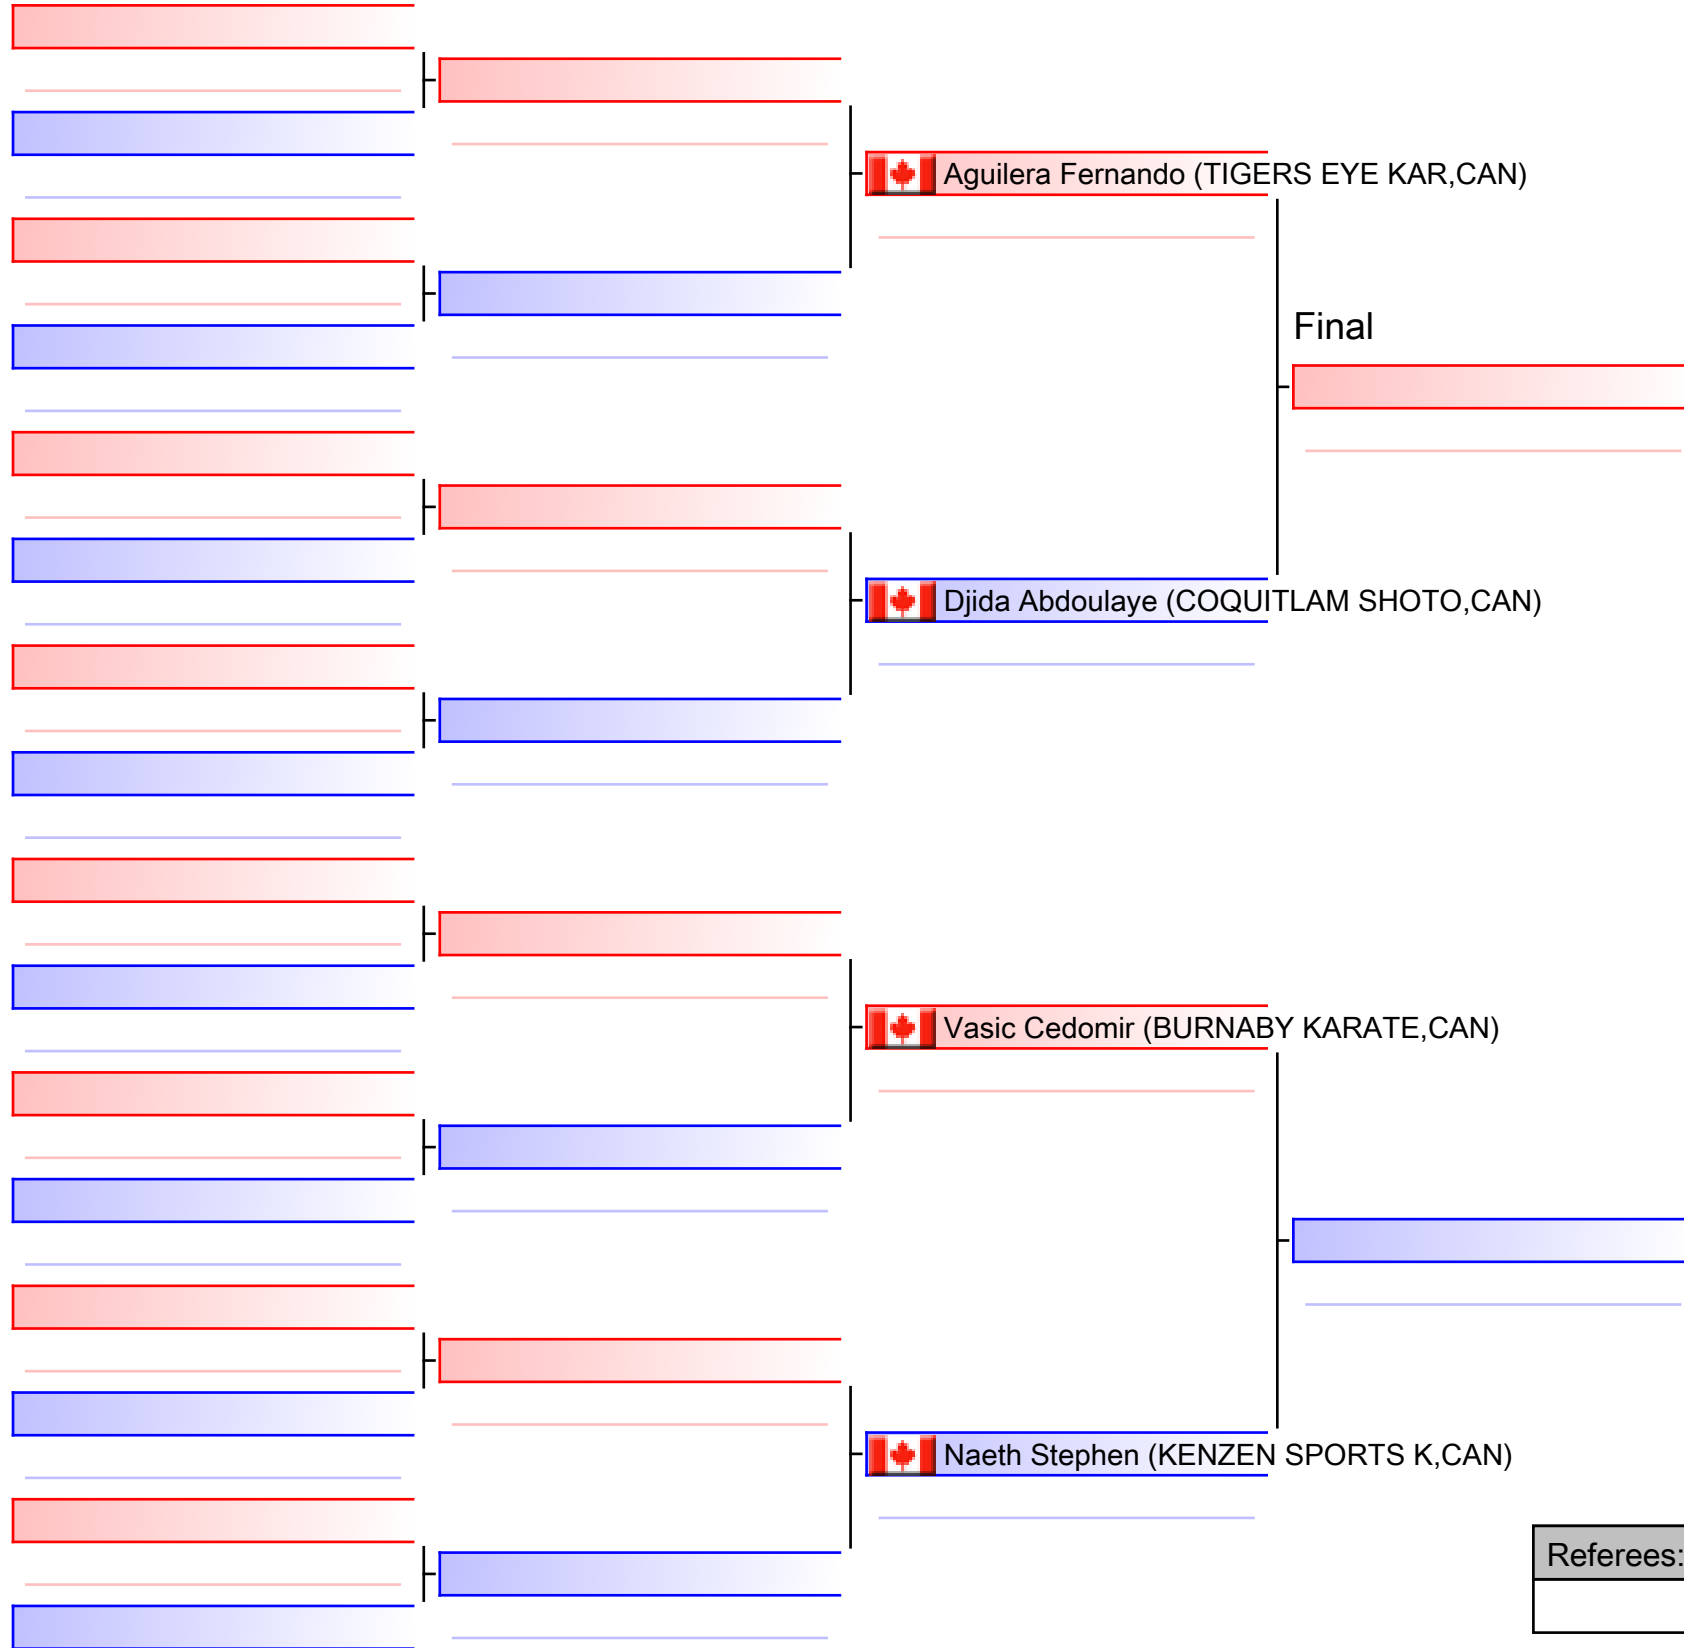 Aguilera Fernando (TIGERS EYE KAR,CAN)
Final
Djida Abdoulaye (COQUITLAM SHOTO,CAN)
Vasic Cedomir (BURNABY KARATE,CAN)
Naeth Stephen (KENZEN SPORTS K,CAN)
Referees: